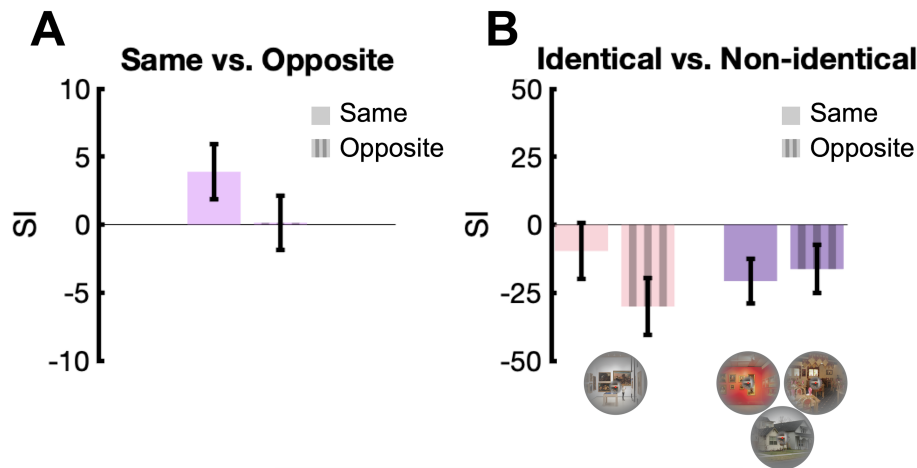 A
Same vs. Opposite
10
5
0
-5
-10
SI
Same
Opposite
B
Identical vs. Non-identical
50
25
0
-25
-50
SI
Same
Opposite